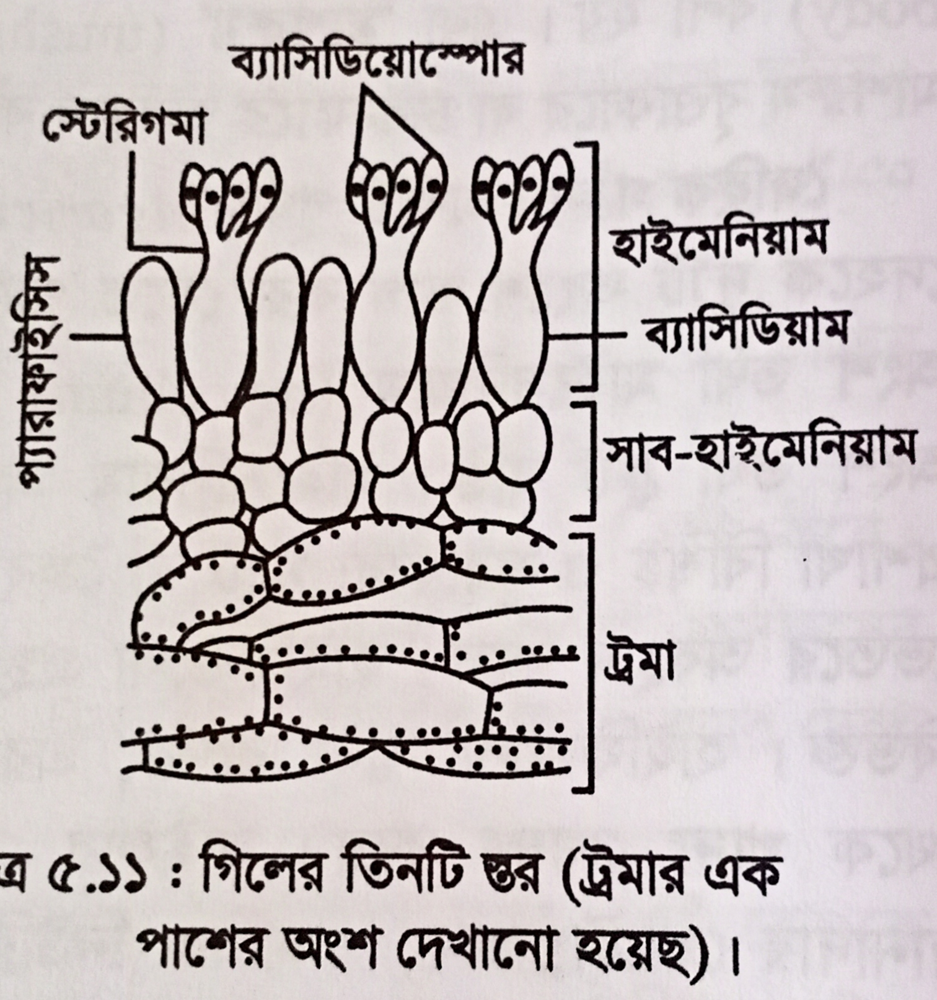 ব্যাসিডিয়োস্পোর
স্টেরিগমা
প্যারাফাইসিস
হাইমেনিয়াম
ব্যাসিডিয়াম
সাব-হাইমেনিয়াম
ট্রমা
ত্র ৫.১১ : গিলের তিনটি স্তর (ট্রমার এক
পাশের অংশ দেখানো হয়েছ) ।